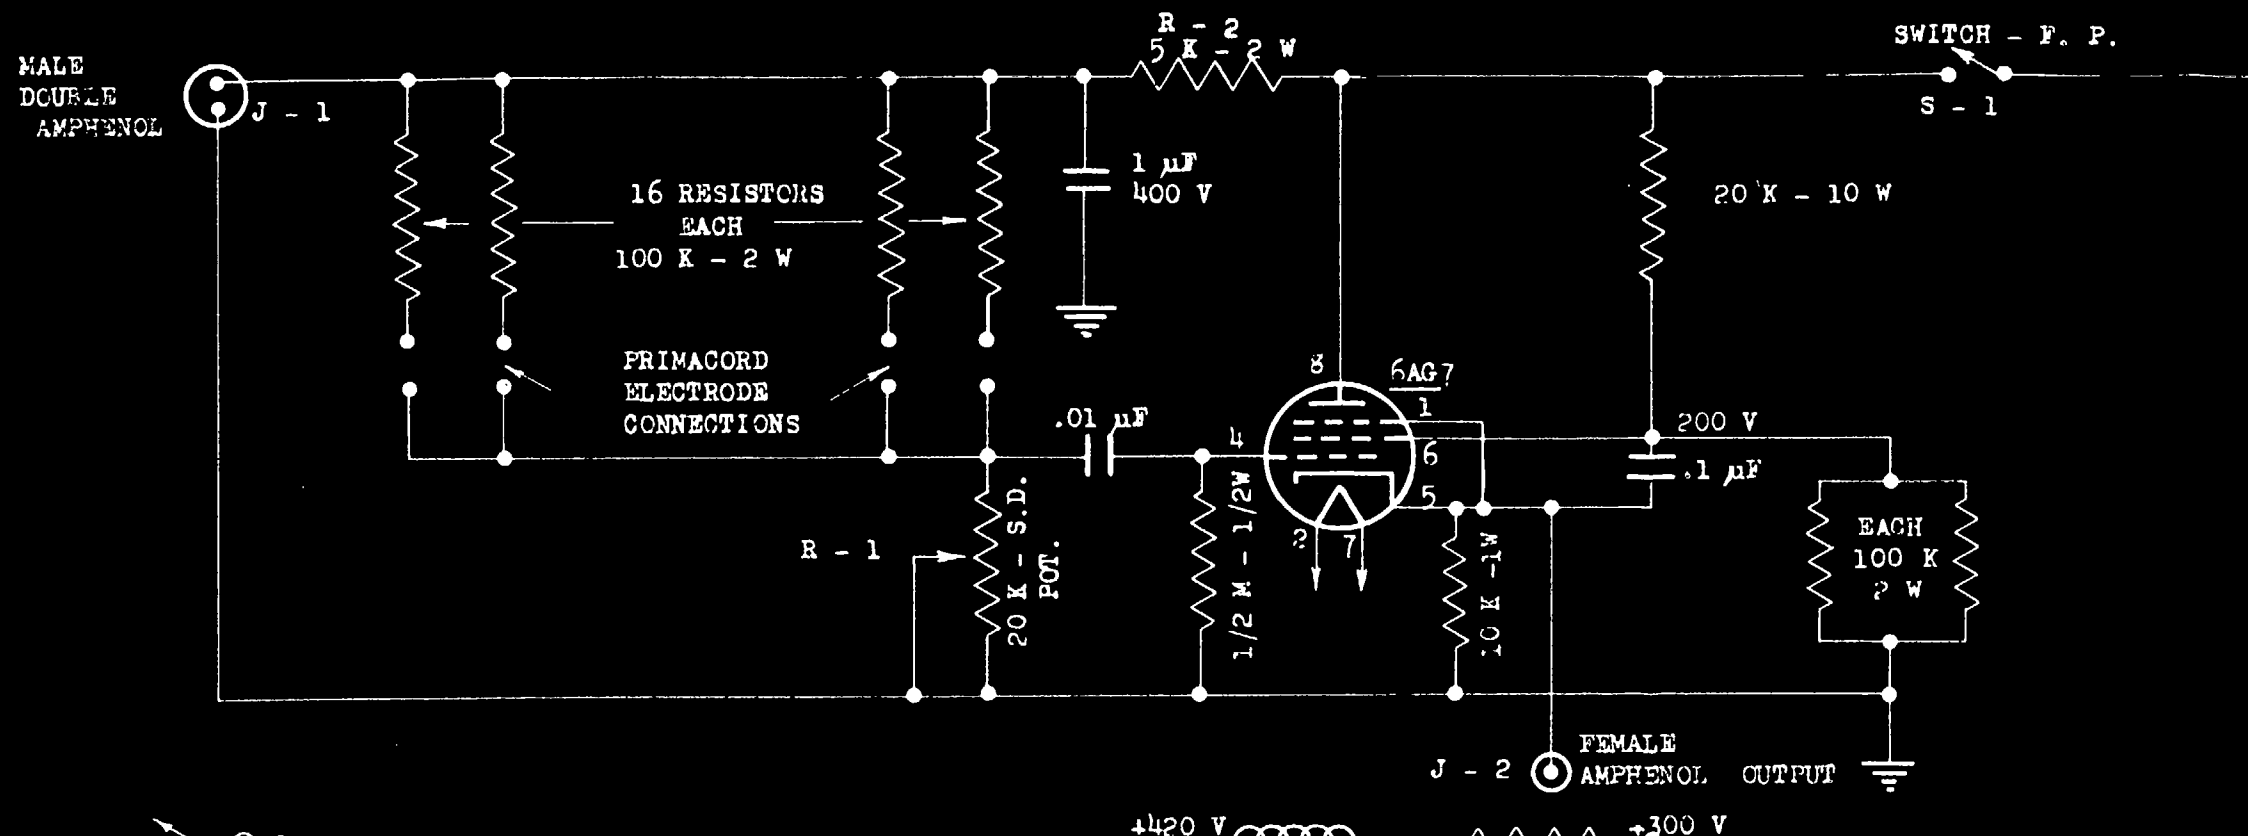 R - 2
5 K - 2 W
SWITCH - F. P.
S - 1
MALE
DOUBLE
AMPHENOL
J - 1
16 RESISTORS
EACH
100 K - 2 W
1 µF
400 V
20 K - 10 W
PRIMACORD
ELECTRODE
CONNECTIONS
.01 µF
8
6AG7
1
4
6
5
2
7
200 V
.1 µF
R - 1
20 K - S.D.
POT.
1/2 M - 1/2W
10 K -1W
EACH
100 K
2 W
J - 2
FEMALE
AMPHENOL OUTPUT
+420 V
+300 V